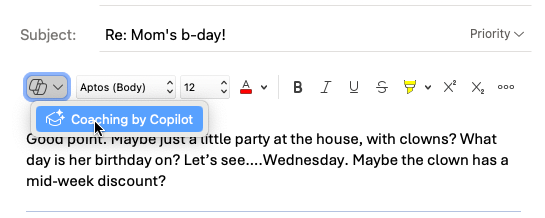 Subject: Re: Mom's b-day! Priority
Aptos (Body) 12 A B I U S X² X₂
Coaching by Copilot
Good point. Maybe just a little party at the house, with clowns? What
day is her birthday on? Let’s see....Wednesday. Maybe the clown has a
mid-week discount?